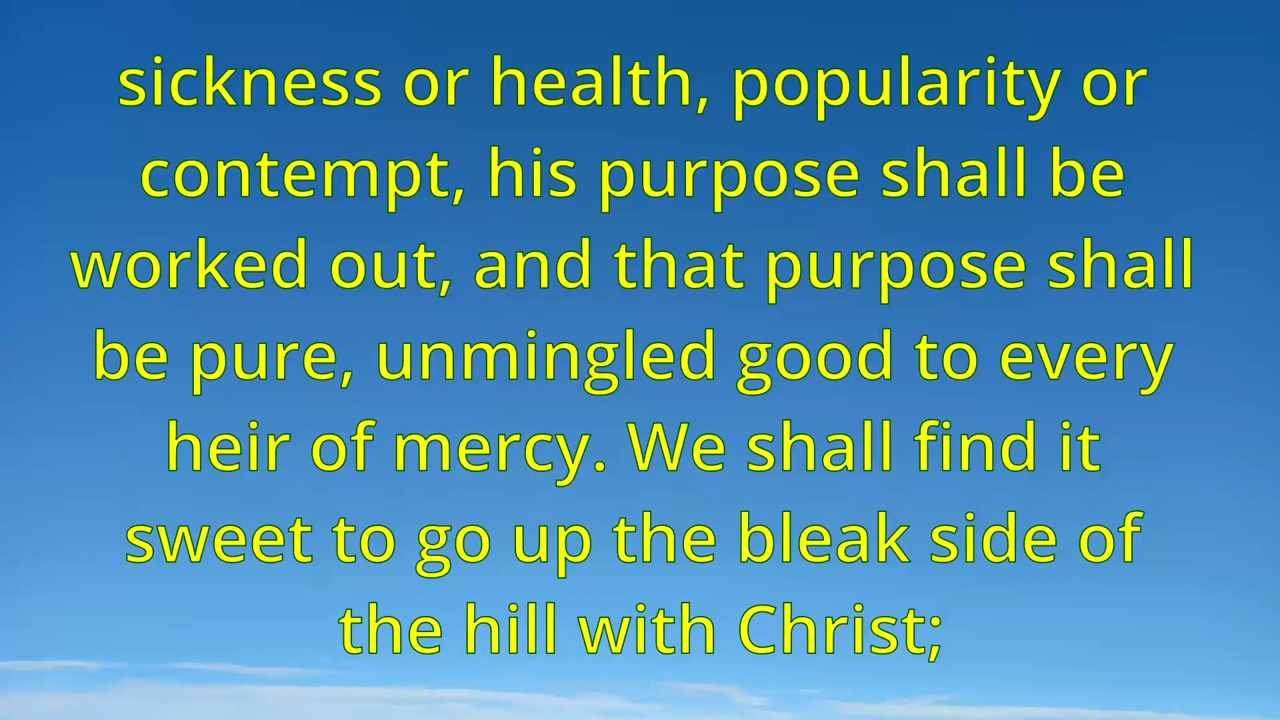 sickness or health, popularity or
contempt, his purpose shall be
worked out, and that purpose shall
be pure, unmingled good to every
heir of mercy. We shall find it
sweet to go up the bleak side of
the hill with Christ;